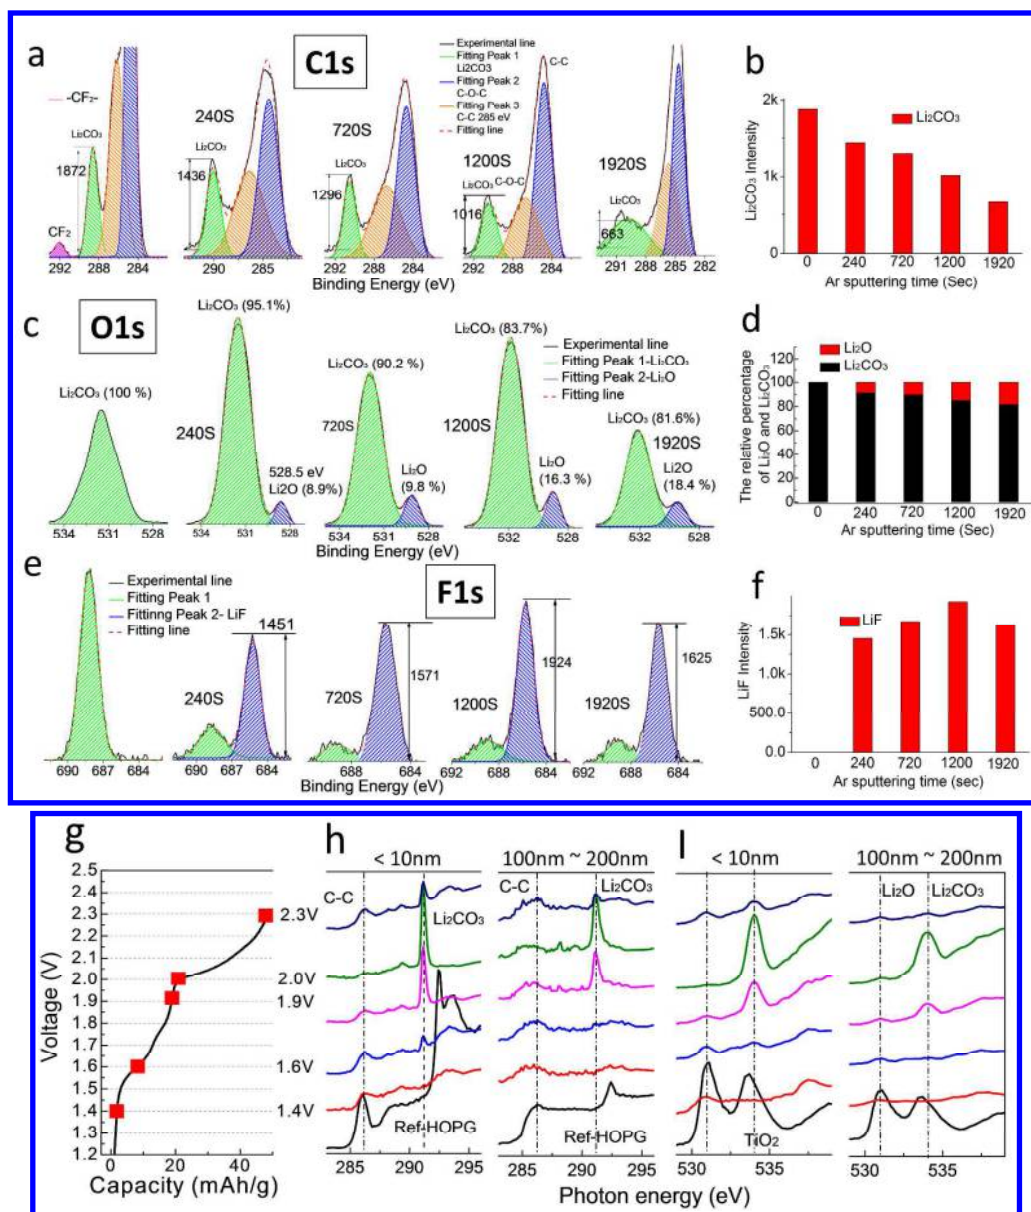 a
C1s
-CF₂-
Li₂CO₃
1872
CF₂
292 288 284
240S
Li₂CO₃
1436
290 285
720S
Li₂CO₃
1296
292 288 284
Experimental line
Fitting Peak 1
Li2CO3
Fitting Peak 2
C-O-C
Fitting Peak 3
C-C 285 eV
Fitting line
C-C
1200S
Li₂CO₃
C-O-C
1016
292 288 284
1920S
Li₂CO₃
663
291 288 285 282
Binding Energy (eV)
b
Li₂CO₃
Li₂CO₃ Intensity
2k
1k
0
0 240 720 1200 1920
Ar sputtering time (Sec)
c
O1s
Li₂CO₃ (100 %)
534 531 528
Li₂CO₃ (95.1%)
240S
528.5 eV
Li2O (8.9%)
534 531 528
Li₂CO₃ (90.2 %)
720S
Li₂O
(9.8 %)
534 531 528
Li₂CO₃ (83.7%)
1200S
Li₂O
(16.3 %)
532 528
Experimental line
Fitting Peak 1-Li₂CO₃
Fitting Peak 2-Li₂O
Fitting line
Li₂CO₃ (81.6%)
1920S
Li2O
(18.4 %)
532 528
Binding Energy (eV)
d
Li₂O
Li₂CO₃
The relative percentage
of Li₂O and Li₂CO₃
100
80
60
40
20
0
0 240 720 1200 1920
Ar sputtering time (Sec)
e
F1s
Experimental line
Fitting Peak 1
Fittinng Peak 2- LiF
Fitting line
690 687 684
240S
1451
690 687 684
720S
1571
688 684
1200S
1924
692 688 684
1920S
1625
692 688 684
Binding Energy (eV)
f
LiF
LiF Intensity
1.5k
1.0k
500.0
0.0
0 240 720 1200 1920
Ar sputtering time (sec)
g
Voltage (V)
2.5
2.4
2.3
2.2
2.1
2.0
1.9
1.8
1.7
1.6
1.5
1.4
1.3
1.2
0 20 40
Capacity (mAh/g)
2.3V
2.0V
1.9V
1.6V
1.4V
h
< 10nm
C-C
Li₂CO₃
Ref-HOPG
285 290 295
100nm ~ 200nm
C-C
Li₂CO₃
Ref-HOPG
285 290 295
I
< 10nm
TiO₂
530 535
100nm ~ 200nm
Li₂O
Li₂CO₃
530 535
Photon energy (eV)